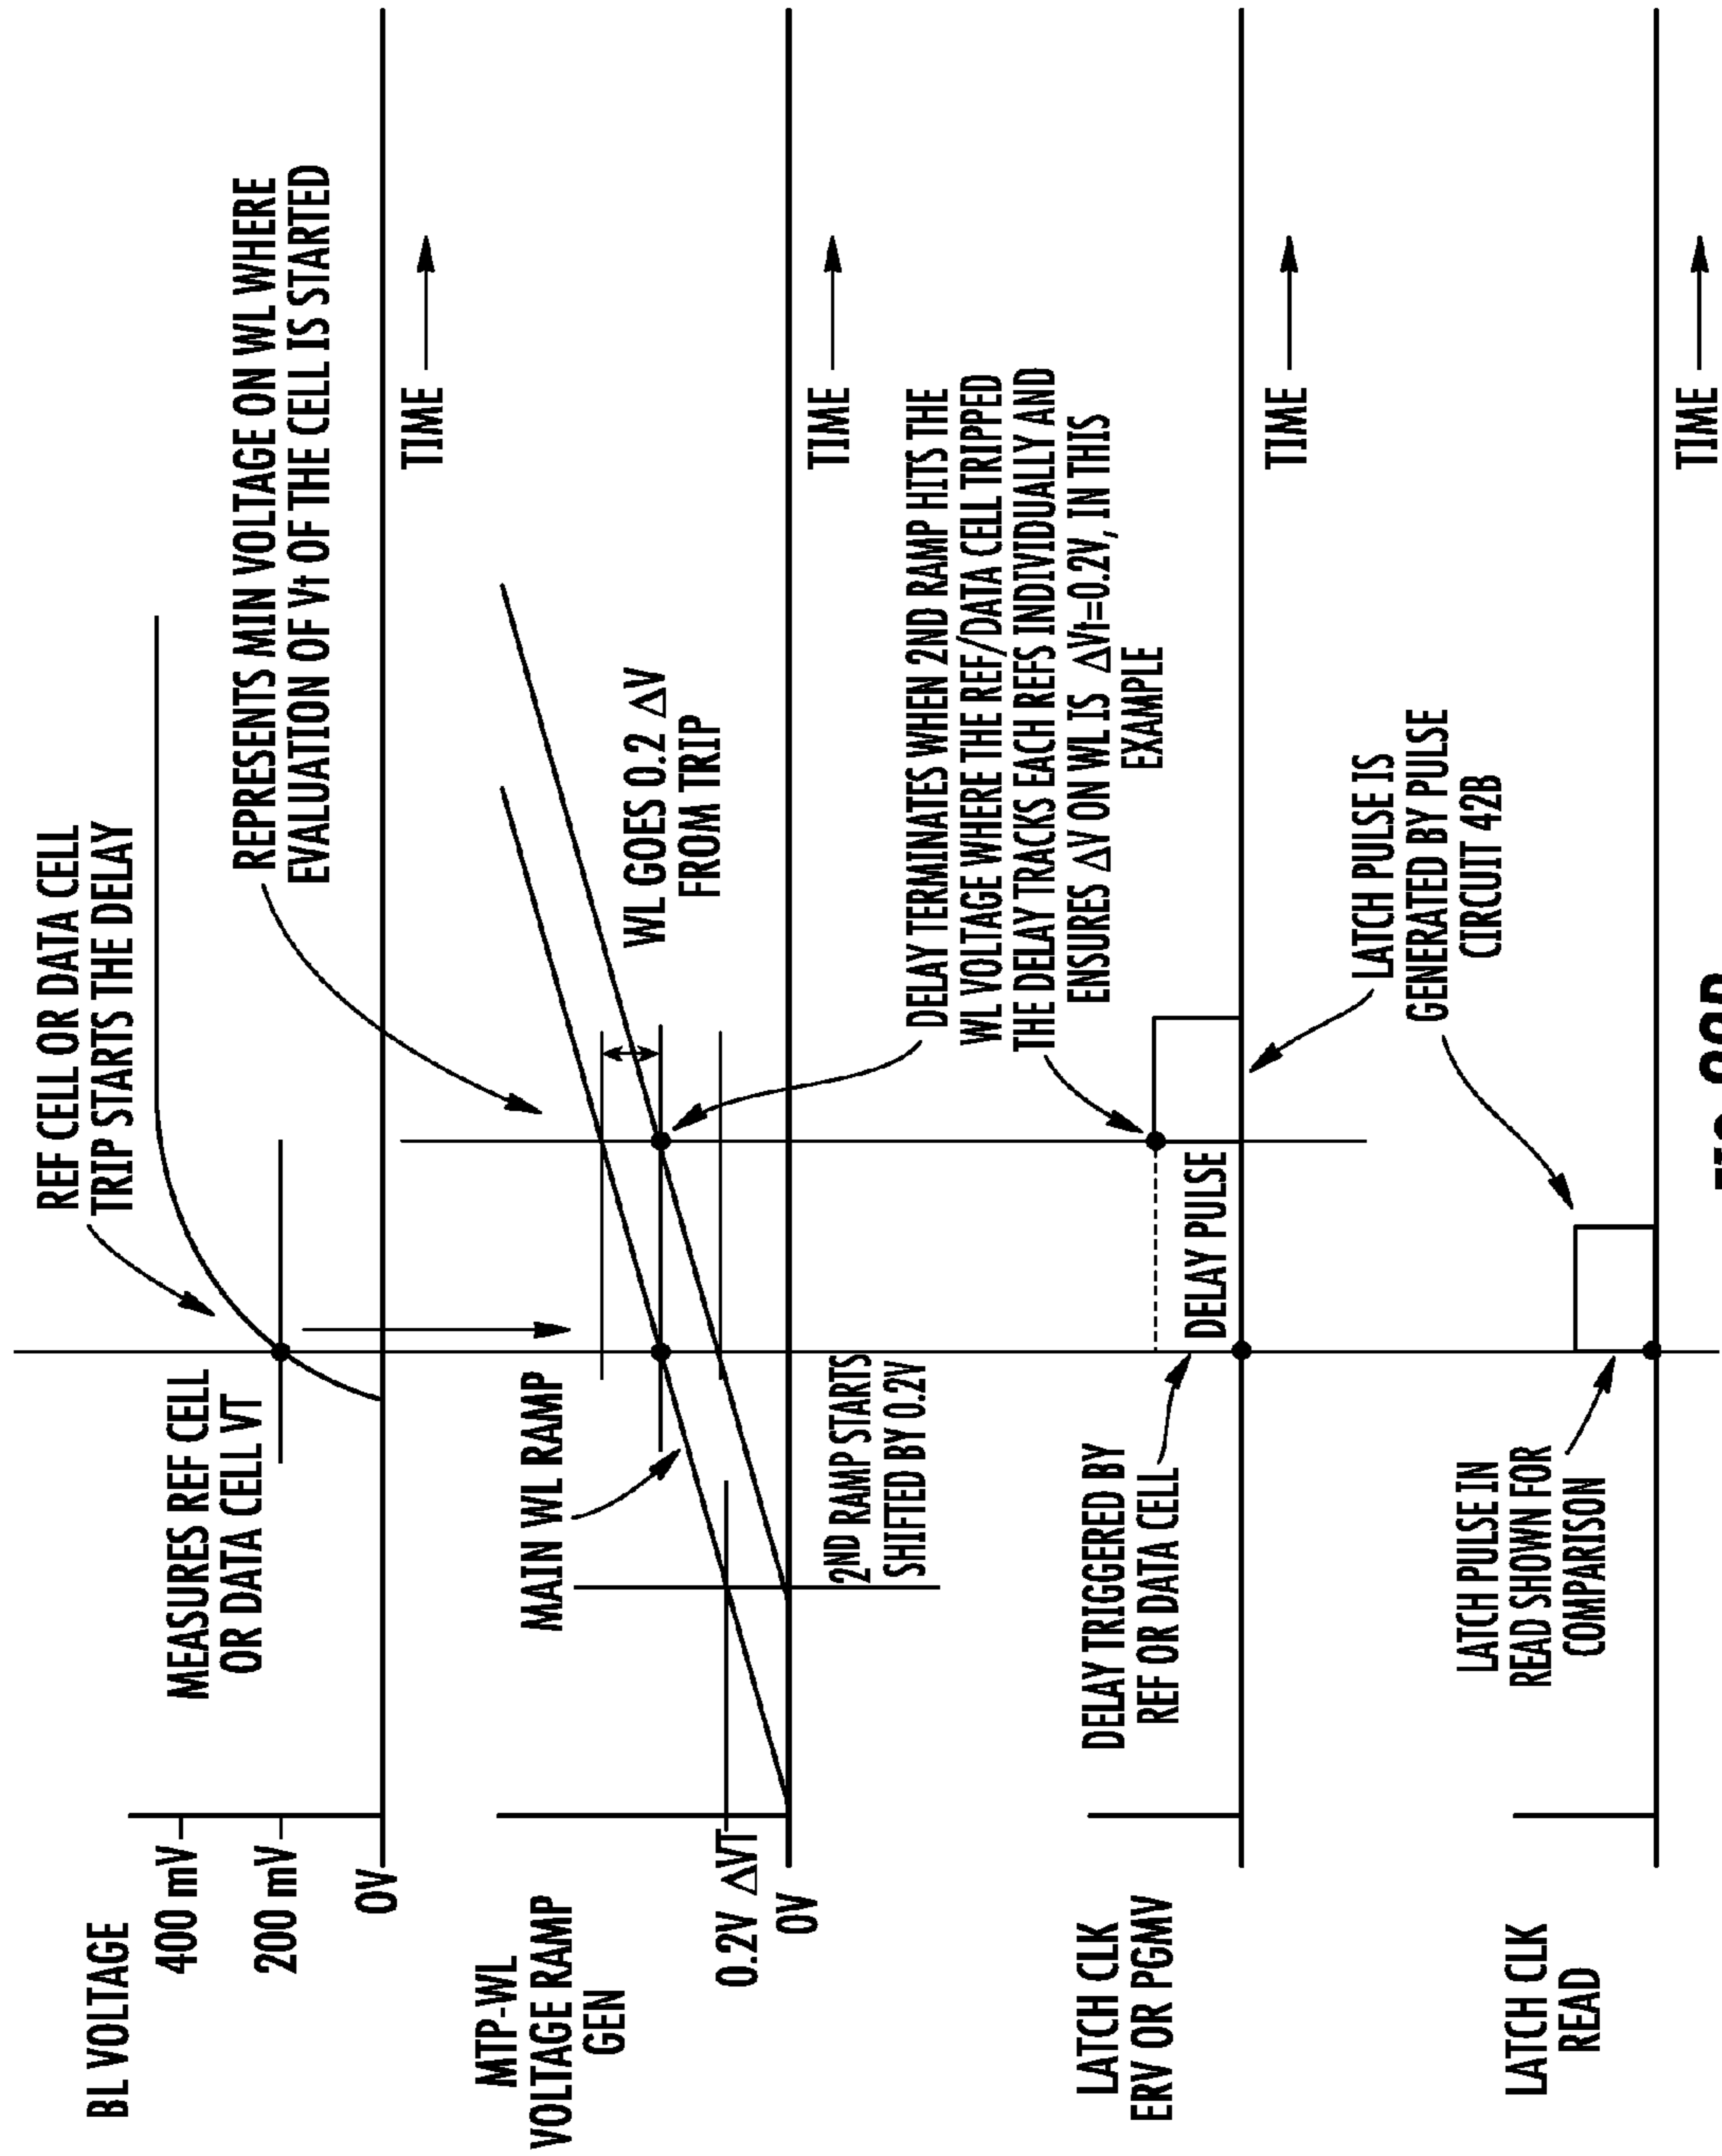 BL VOLTAGE
400 mV
200 mV
0V
REF CELL OR DATA CELL
TRIP STARTS THE DELAY
MEASURES REF CELL
OR DATA CELL VT
REPRESENTS MIN VOLTAGE ON WL WHERE
EVALUATION OF Vt OF THE CELL IS STARTED
TIME
MTP-WL
VOLTAGE RAMP
GEN
0.2V ΔVT
0V
MAIN WL RAMP
WL GOES 0.2 ΔV
FROM TRIP
2ND RAMP STARTS
SHIFTED BY 0.2V
TIME
DELAY TERMINATES WHEN 2ND RAMP HITS THE
WL VOLTAGE WHERE THE REF/DATA CELL TRIPPED
THE DELAY TRACKS EACH REFS INDIVIDUALLY AND
ENSURES ΔV ON WL IS ΔVt=0.2V, IN THIS
EXAMPLE
LATCH CLK
ERV OR PGMV
DELAY TRIGGERED BY
REF OR DATA CELL
DELAY PULSE
TIME
LATCH PULSE IS
GENERATED BY PULSE
CIRCUIT 42B
LATCH CLK
READ
LATCH PULSE IN
READ SHOWN FOR
COMPARISON
TIME